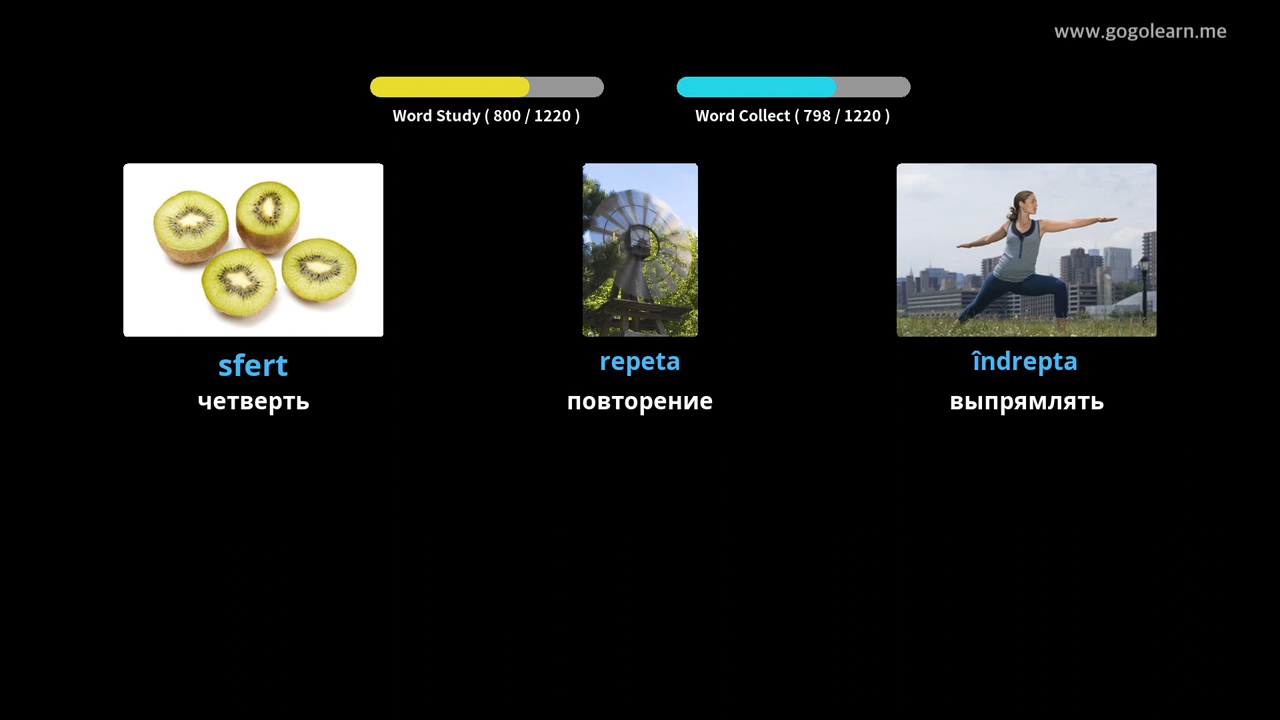 www.gogolearn.me
Word Study ( 800 / 1220 )
Word Collect ( 798 / 1220 )
sfert
четверть
repeta
повторение
îndrepta
выпрямлять